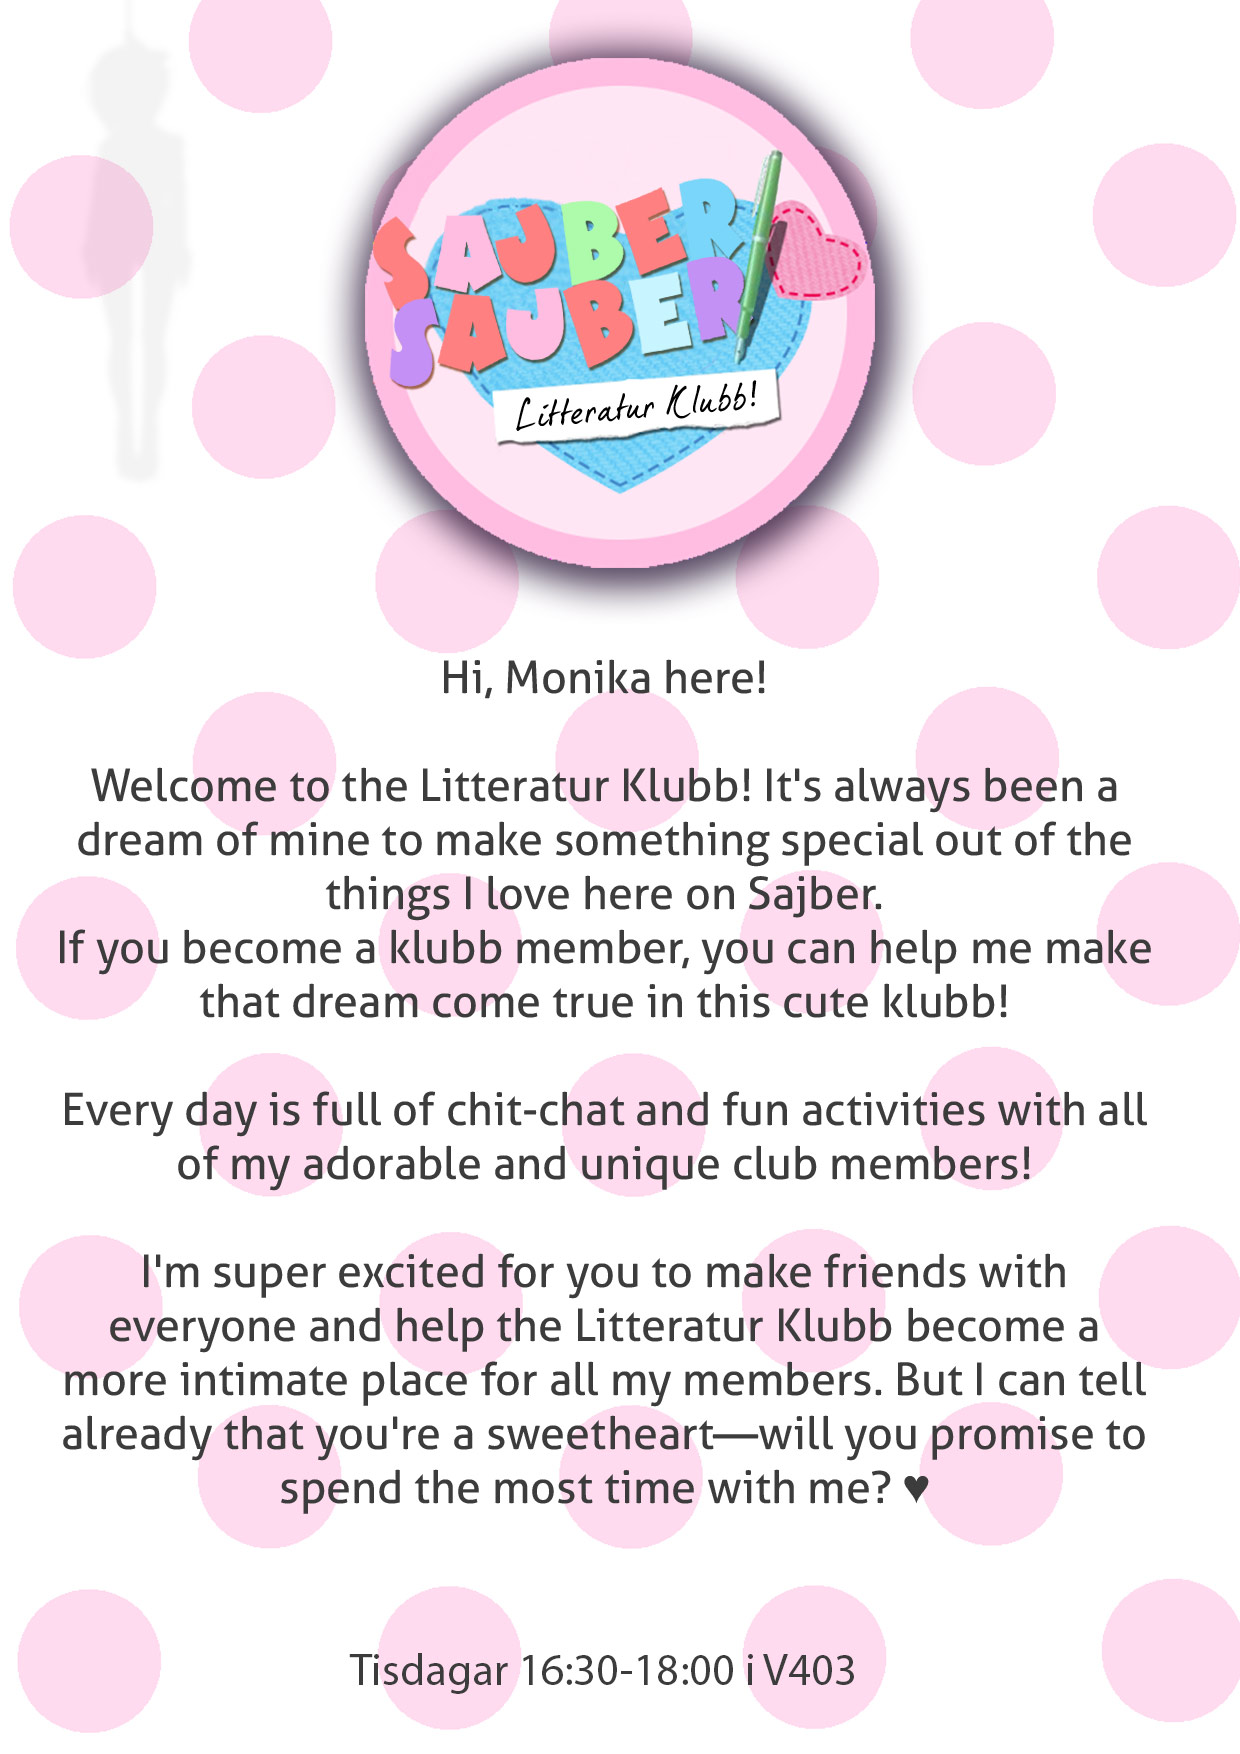 SAJBER
SAJBER
Litteratur Klubb!
Hi, Monika here!
Welcome to the Litteratur Klubb! It's always been a
dream of mine to make something special out of the
things I love here on Sajber.
If you become a klubb member, you can help me make
that dream come true in this cute klubb!
Every day is full of chit-chat and fun activities with all
of my adorable and unique club members!
I'm super excited for you to make friends with
everyone and help the Litteratur Klubb become a
more intimate place for all my members. But I can tell
already that you're a sweetheart—will you promise to
spend the most time with me? ♥
Tisdagar 16:30-18:00 i V403